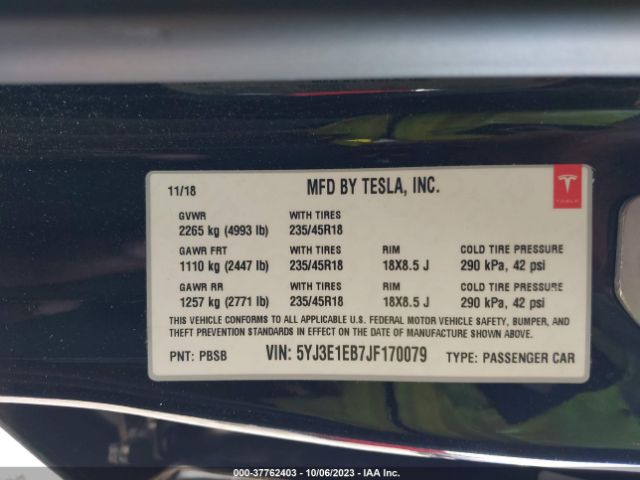 11/18 MFD BY TESLA, INC.
TESLA
GVWR WITH TIRES
2265 kg (4993 lb) 235/45R18
GAWR FRT WITH TIRES RIM COLD TIRE PRESSURE
1110 kg (2447 lb) 235/45R18 18X8.5 J 290 kPa, 42 psi
GAWR RR WITH TIRES RIM COLD TIRE PRESSURE
1257 kg (2771 lb) 235/45R18 18X8.5 J 290 kPa, 42 psi
THIS VEHICLE CONFORMS TO ALL APPLICABLE U.S. FEDERAL MOTOR VEHICLE SAFETY, BUMPER, AND
THEFT PREVENTION STANDARDS IN EFFECT ON THE DATE OF MANUFACTURE SHOWN ABOVE.
PNT: PBSB VIN: 5YJ3E1EB7JF170079 TYPE: PASSENGER CAR
000-37762403 - 10/06/2023 - IAA Inc.